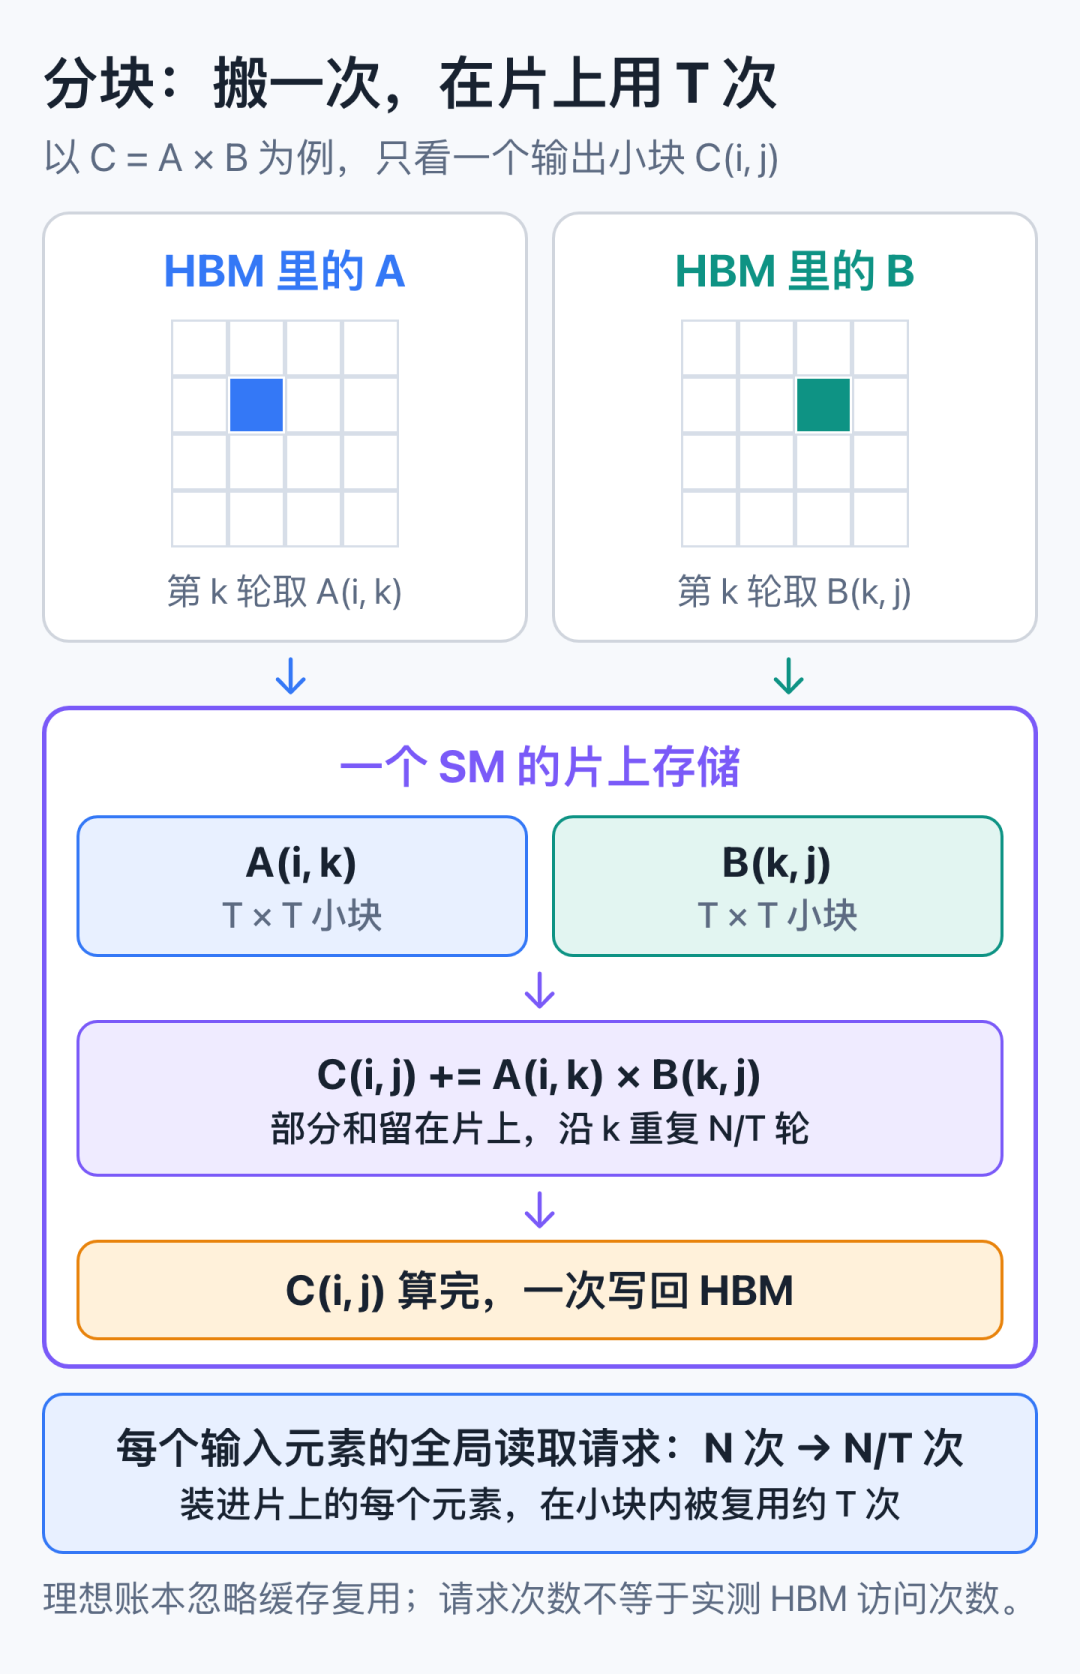 分块：搬一次，在片上用 T 次
以 C = A × B 为例，只看一个输出小块 C(i, j)
HBM 里的 A
HBM 里的 B
第 k 轮取 A(i, k)
第 k 轮取 B(k, j)
一个 SM 的片上存储
A(i, k)
T × T 小块
B(k, j)
T × T 小块
C(i, j) += A(i, k) × B(k, j)
部分和留在片上，沿 k 重复 N/T 轮
C(i, j) 算完，一次写回 HBM
每个输入元素的全局读取请求：N 次 → N/T 次
装进片上的每个元素，在小块内被复用约 T 次
理想账本忽略缓存复用；请求次数不等于实测 HBM 访问次数。